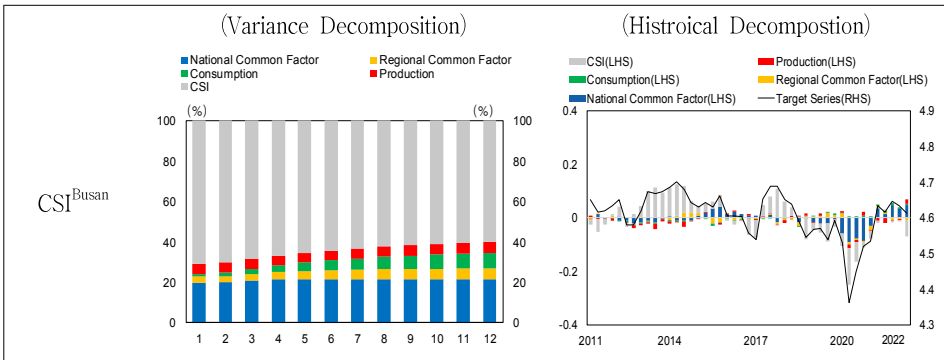 (Variance Decomposition)
National Common Factor
Regional Common Factor
Consumption
Production
CSI
(%)
(%)
100
80
60
40
20
0
100
80
60
40
20
0
1 2 3 4 5 6 7 8 9 10 11 12
CSI^Busan
(Histroical Decompostion)
CSI(LHS)
Production(LHS)
Consumption(LHS)
Regional Common Factor(LHS)
National Common Factor(LHS)
Target Series(RHS)
0.4
0.2
0
-0.2
-0.4
4.9
4.8
4.7
4.6
4.5
4.4
4.3
2011 2014 2017 2020 2022